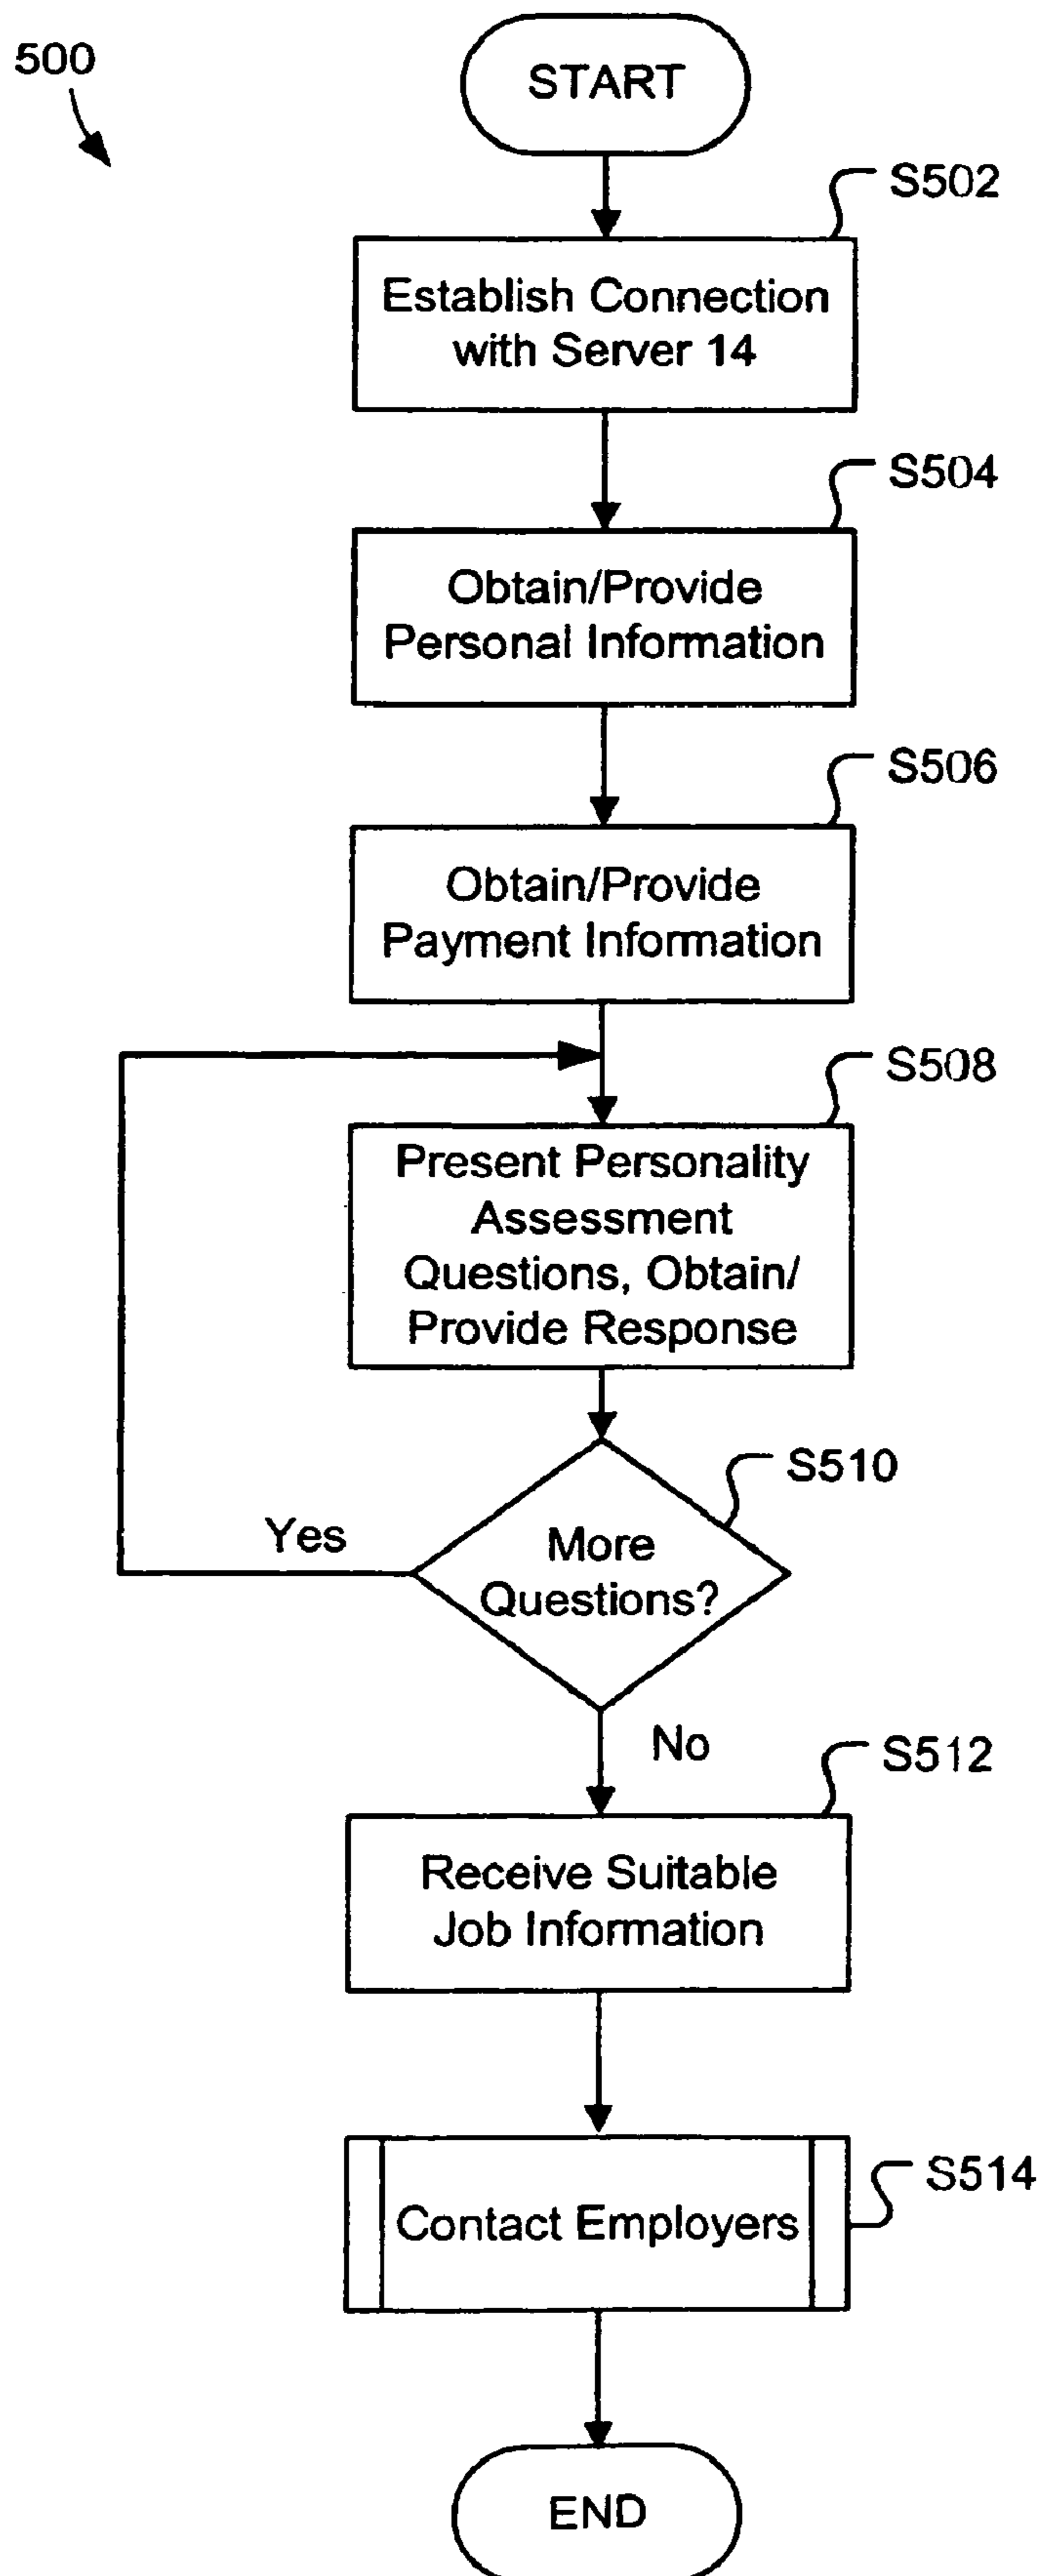 500
START
S502
Establish Connection
with Server 14
S504
Obtain/Provide
Personal Information
S506
Obtain/Provide
Payment Information
S508
Present Personality
Assessment
Questions, Obtain/
Provide Response
S510
More
Questions?
Yes
No
S512
Receive Suitable
Job Information
S514
Contact Employers
END